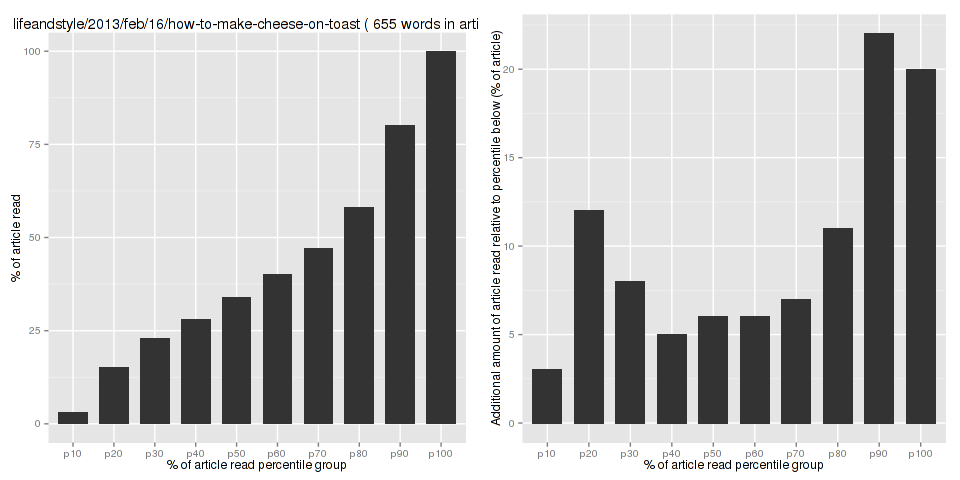 lifeandstyle/2013/feb/16/how-to-make-cheese-on-toast ( 655 words in arti
% of article read
100
75
50
25
0
p10 p20 p30 p40 p50 p60 p70 p80 p90 p100
% of article read percentile group
Additional amount of article read relative to percentile below (% of article)
20
15
10
5
0
p10 p20 p30 p40 p50 p60 p70 p80 p90 p100
% of article read percentile group